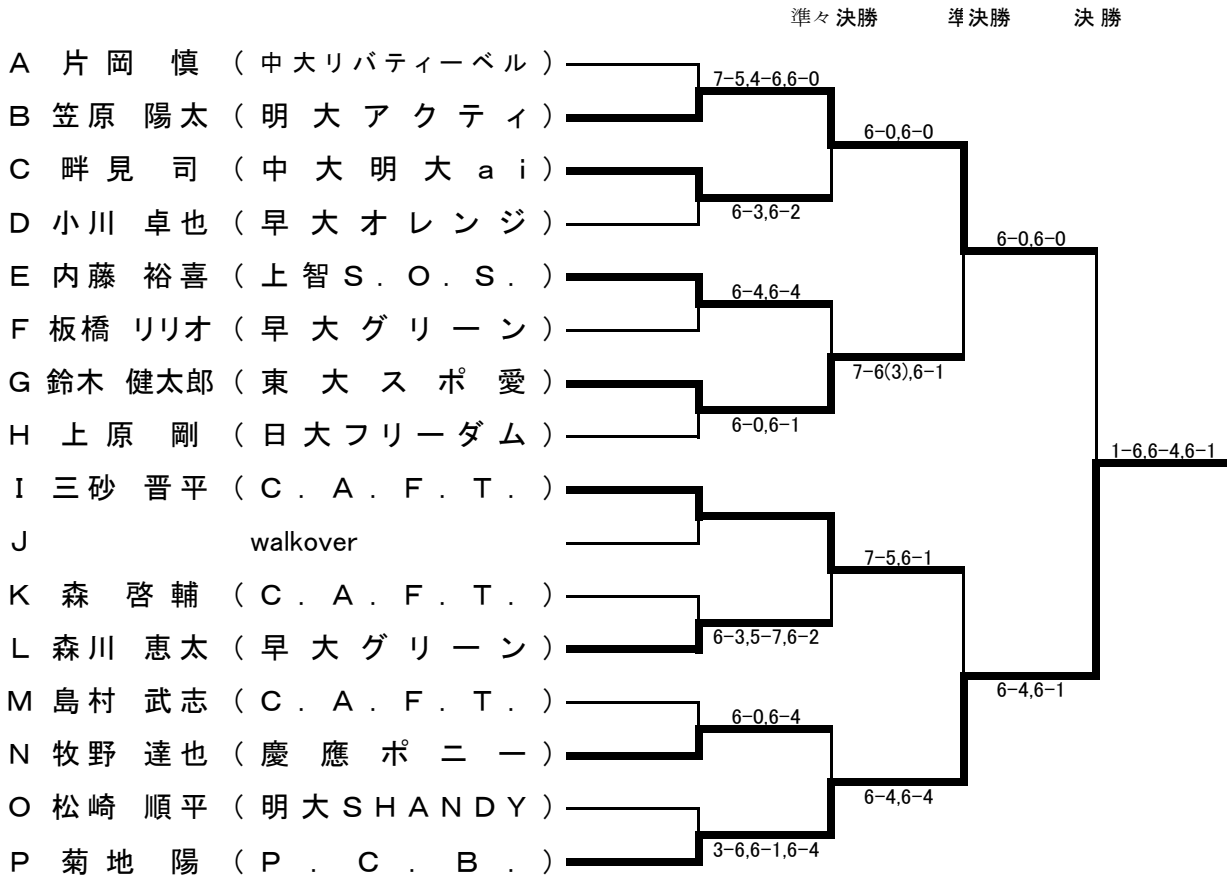 準々決勝 準決勝 決勝
A 片岡 慎 (中大リバティーベル)
7-5,4-6,6-0
B 笠原 陽太 (明大アクティ)
6-0,6-0
C 畔見 司 (中大明大ai)
6-3,6-2
D 小川 卓也 (早大オレンジ)
6-0,6-0
E 内藤 裕喜 (上智S.O.S.)
6-4,6-4
F 板橋 リリオ (早大グリーン)
7-6(3),6-1
G 鈴木 健太郎 (東大スポ愛)
6-0,6-1
H 上原 剛 (日大フリーダム)
1-6,6-4,6-1
I 三砂 晋平 (C.A.F.T.)
J walkover
7-5,6-1
K 森 啓輔 (C.A.F.T.)
6-3,5-7,6-2
L 森川 恵太 (早大グリーン)
6-4,6-1
M 島村 武志 (C.A.F.T.)
6-0,6-4
N 牧野 達也 (慶應ポニー)
6-4,6-4
O 松崎 順平 (明大SHANDY)
3-6,6-1,6-4
P 菊地 陽 (P.C.B.)